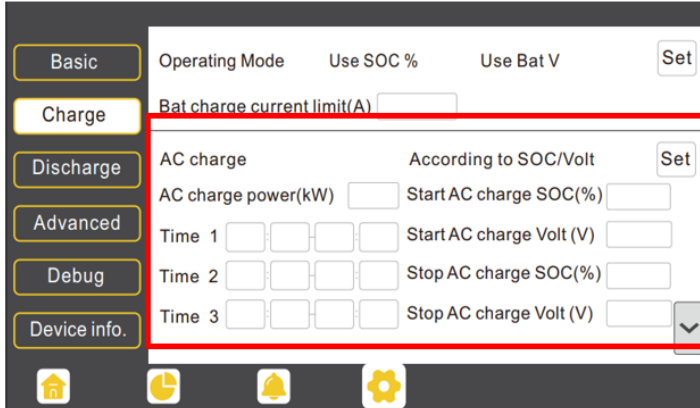 Basic
Charge
Discharge
Advanced
Debug
Device info.
Operating Mode Use SOC % Use Bat V Set
Bat charge current limit(A)
AC charge According to SOC/Volt Set
AC charge power(kW) Start AC charge SOC(%)
Time 1 : - : Start AC charge Volt (V)
Time 2 : - : Stop AC charge SOC(%)
Time 3 : - : Stop AC charge Volt (V)